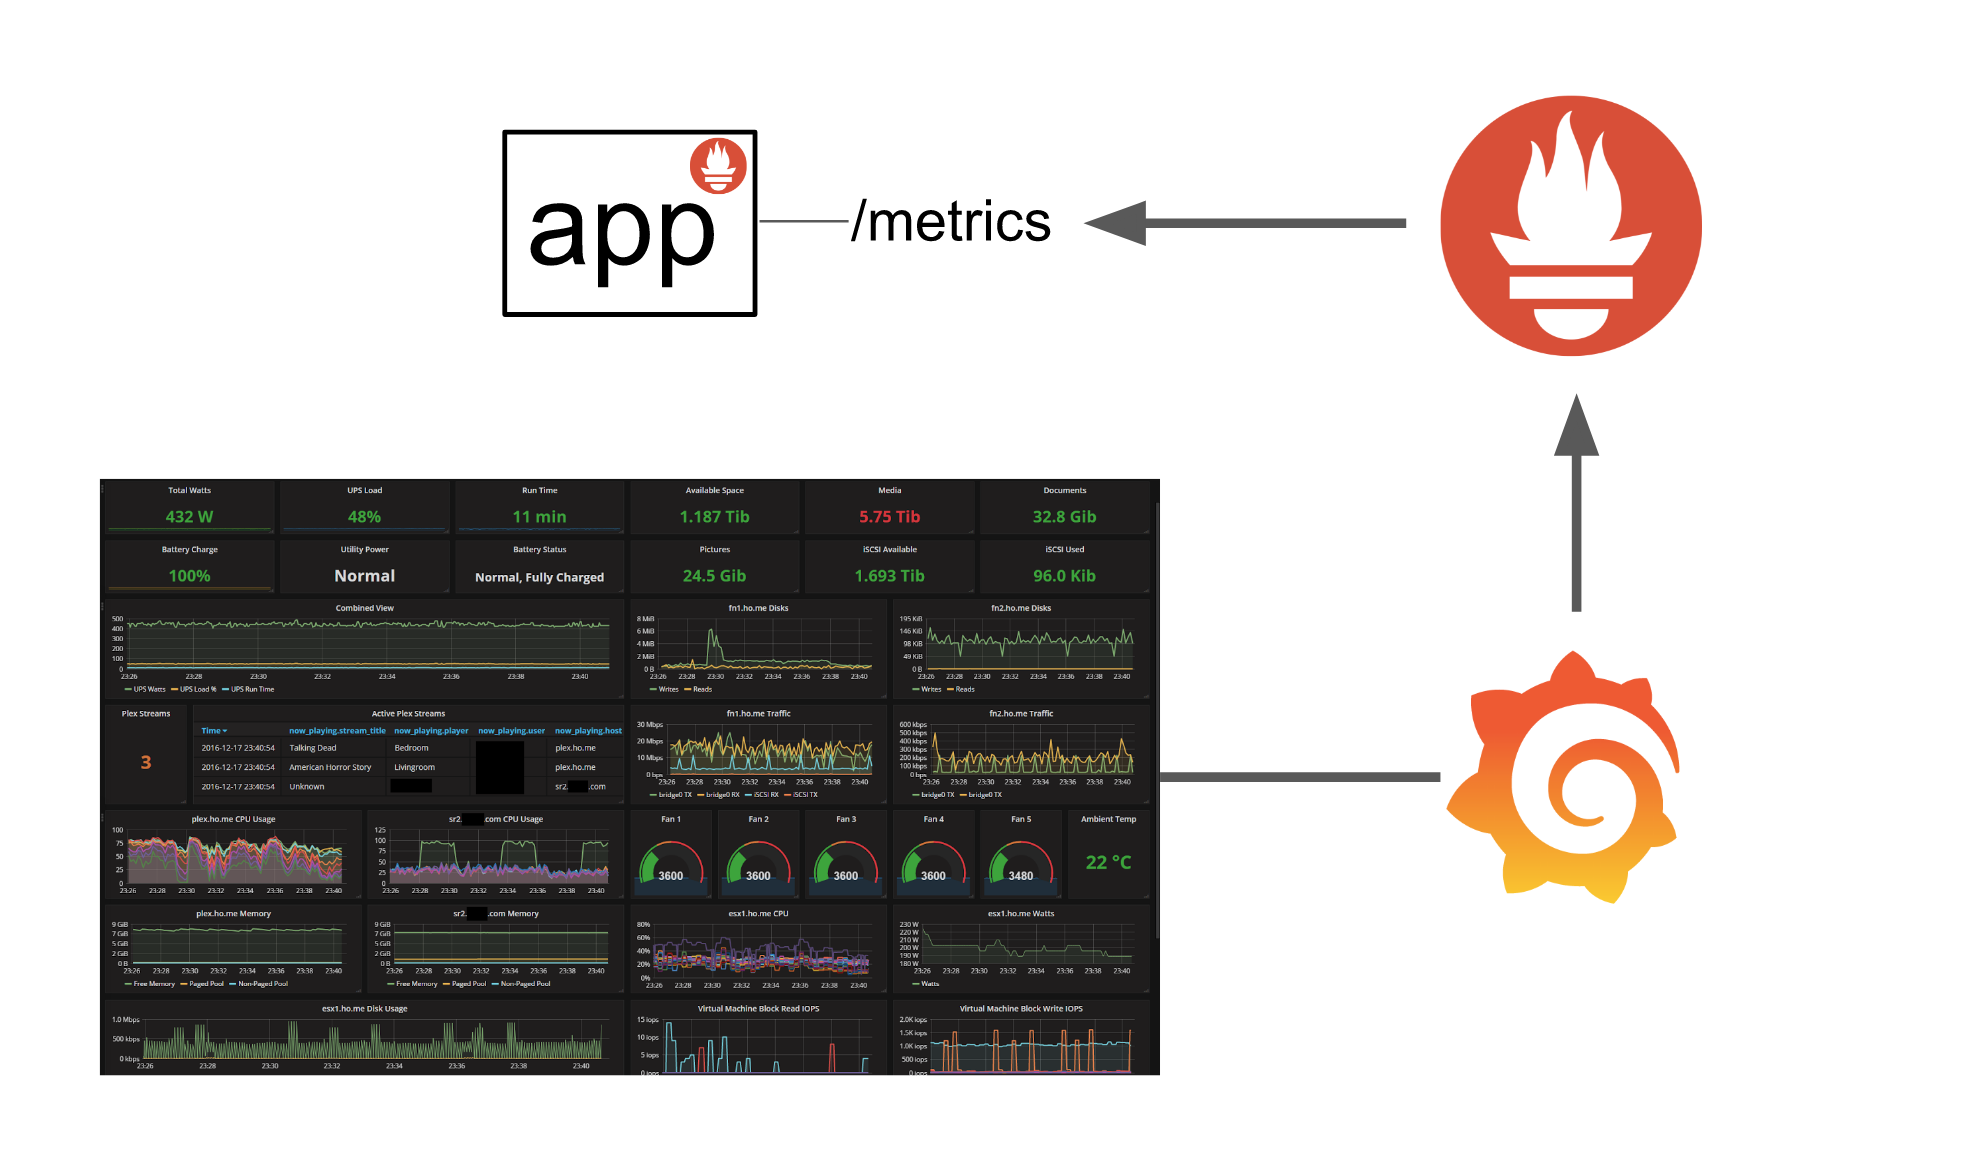 app
/metrics
Total Watts UPS Load Run Time Available Space Media Documents
432 W 48% 11 min 1.187 Tib 5.75 Tib 32.8 Gib
Battery Charge Utility Power Battery Status Pictures iSCSI Available iSCSI Used
100% Normal Normal, Fully Charged 24.5 Gib 1.693 Tib 96.0 Kib
Combined View
500
400
300
200
100
0
23:26 23:28 23:30 23:32 23:34 23:36 23:38 23:40
UPS Watts UPS Load % UPS Run Time
fn1.ho.me Disks
8 MiB
6 MiB
4 MiB
2 MiB
0 B
23:26 23:28 23:30 23:32 23:34 23:36 23:38 23:40
Writes Reads
fn2.ho.me Disks
195 KiB
146 KiB
98 KiB
49 KiB
0 B
23:26 23:28 23:30 23:32 23:34 23:36 23:38 23:40
Writes Reads
Plex Streams
3
Active Plex Streams
Time now_playing.stream_title now_playing.player now_playing.user now_playing.host
2016-12-17 23:40:54 Talking Dead Bedroom plex.ho.me
2016-12-17 23:40:54 American Horror Story Livingroom plex.ho.me
2016-12-17 23:40:54 Unknown sr2. .com
fn1.ho.me Traffic
30 Mbps
20 Mbps
10 Mbps
0 bps
23:26 23:28 23:30 23:32 23:34 23:36 23:38 23:40
bridge0 TX bridge0 RX iSCSI RX iSCSI TX
fn2.ho.me Traffic
600 kbps
500 kbps
400 kbps
300 kbps
200 kbps
100 kbps
0 bps
23:26 23:28 23:30 23:32 23:34 23:36 23:38 23:40
bridge0 TX bridge0 TX
plex.ho.me CPU Usage
100
75
50
25
0
23:26 23:28 23:30 23:32 23:34 23:36 23:38 23:40
sr2. .com CPU Usage
125
100
75
50
25
0
23:26 23:28 23:30 23:32 23:34 23:36 23:38 23:40
Fan 1 Fan 2 Fan 3 Fan 4 Fan 5 Ambient Temp
3600 3600 3600 3600 3480 22 °C
plex.ho.me Memory
9 GiB
7 GiB
5 GiB
2 GiB
0 B
23:26 23:28 23:30 23:32 23:34 23:36 23:38 23:40
Free Memory Paged Pool Non-Paged Pool
sr2. .com Memory
9 GiB
7 GiB
5 GiB
2 GiB
0 B
23:26 23:28 23:30 23:32 23:34 23:36 23:38 23:40
Free Memory Paged Pool Non-Paged Pool
esx1.ho.me CPU
80%
60%
40%
20%
0%
23:26 23:28 23:30 23:32 23:34 23:36 23:38 23:40
esx1.ho.me Watts
230 W
220 W
210 W
200 W
190 W
180 W
23:26 23:28 23:30 23:32 23:34 23:36 23:38 23:40
Watts
esx1.ho.me Disk Usage
1.0 Mbps
500 kbps
0 kbps
23:26 23:28 23:30 23:32 23:34 23:36 23:38 23:40
Virtual Machine Block Read IOPS
15 iops
10 iops
5 iops
0 iops
Virtual Machine Block Write IOPS
2.0K iops
1.5K iops
1.0K iops
500 iops
0 iops